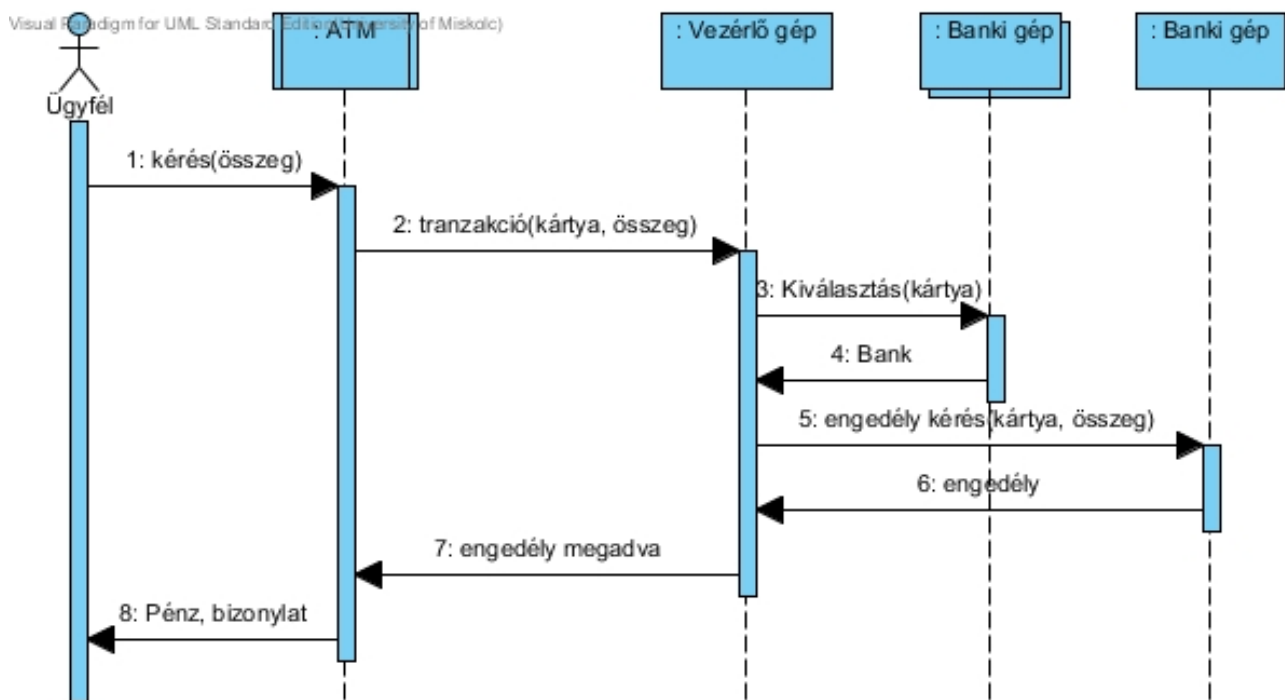 Visual Paradigm for UML Standard Edition(University of Miskolc)
: ATM
: Vezérlő gép
: Banki gép
: Banki gép
Ügyfél
1: kérés(összeg)
2: tranzakció(kártya, összeg)
3: Kiválasztás(kártya)
4: Bank
5: engedély kérés(kártya, összeg)
6: engedély
7: engedély megadva
8: Pénz, bizonylat